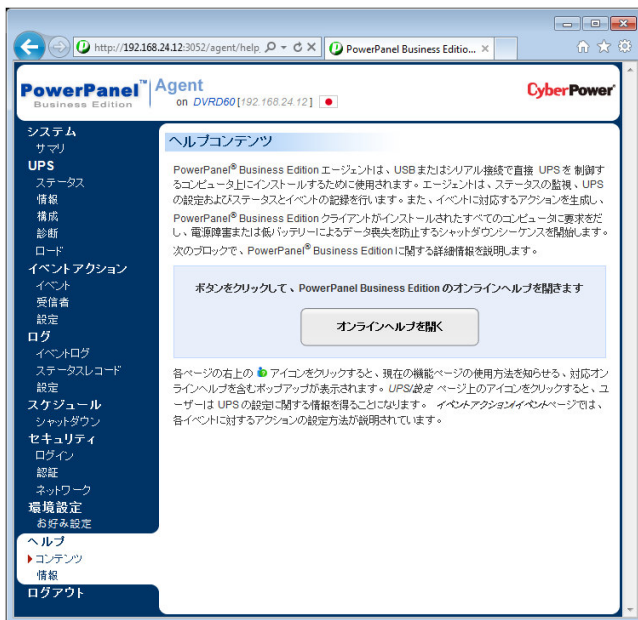 http://192.168.24.12:3052/agent/help
PowerPanel Business Editio...
PowerPanel™
Business Edition
Agent
on DVRD60[192.168.24.12]
CyberPower
システム
サマリ
UPS
ステータス
情報
構成
診断
ロード
イベントアクション
イベント
受信者
設定
ログ
イベントログ
ステータスレコード
設定
スケジュール
シャットダウン
セキュリティ
ログイン
認証
ネットワーク
環境設定
お好み設定
ヘルプ
コンテンツ
情報
ログアウト
ヘルプコンテンツ
PowerPanel® Business Edition エージェントは、USB またはシリアル接続で直接 UPS を 制御す
るコンピュータ上にインストールするために使用されます。エージェントは、ステータスの監視、UPS
の設定およびステータスとイベントの記録を行います。また、イベントに対応するアクションを生成し、
PowerPanel® Business Edition クライアントがインストールされたすべてのコンピュータに要求をだ
し、電源障害または低バッテリーによるデータ喪失を防止するシャットダウンシーケンスを開始します。
次のブロックで、PowerPanel® Business Edition に関する詳細情報を説明します。
ボタンをクリックして、PowerPanel Business Edition のオンラインヘルプを開きます
オンラインヘルプを開く
各ページの右上の アイコンをクリックすると、現在の機能ページの使用方法を知らせる、対応オン
ラインヘルプを含むポップアップが表示されます。UPS/設定 ページ上のアイコンをクリックすると、ユ
ーザーは UPS の設定に関する情報を得ることになります。 イベントアクション/イベントページでは、
各イベントに対するアクションの設定方法が説明されています。